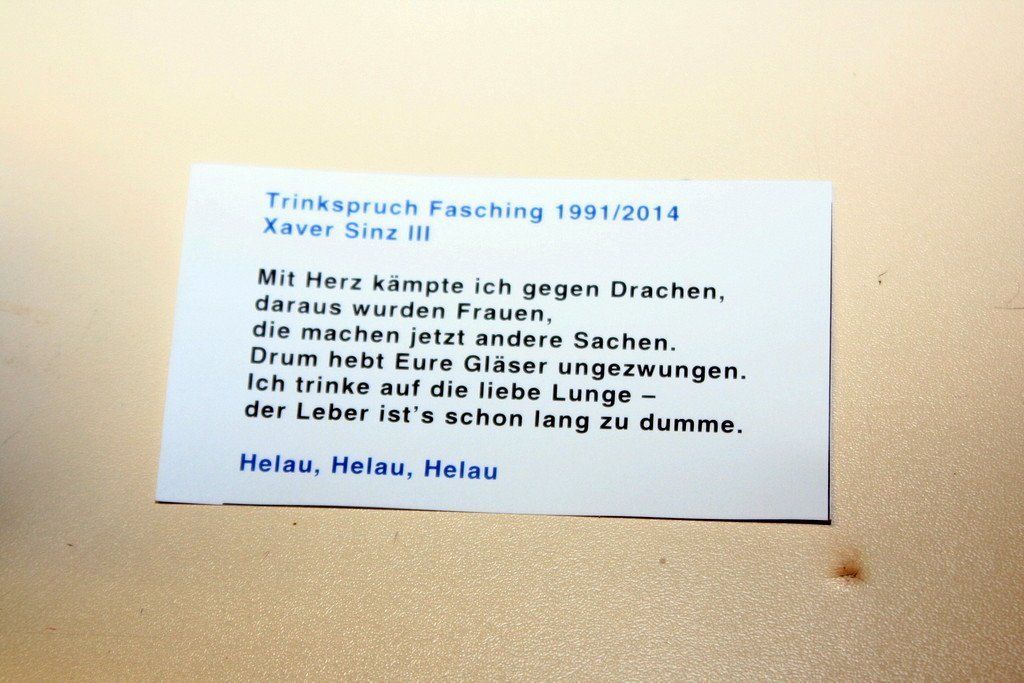 Trinkspruch Fasching 1991/2014
Xaver Sinz III
Mit Herz kämpte ich gegen Drachen,
daraus wurden Frauen,
die machen jetzt andere Sachen.
Drum hebt Eure Gläser ungezwungen.
Ich trinke auf die liebe Lunge –
der Leber ist's schon lang zu dumme.
Helau, Helau, Helau